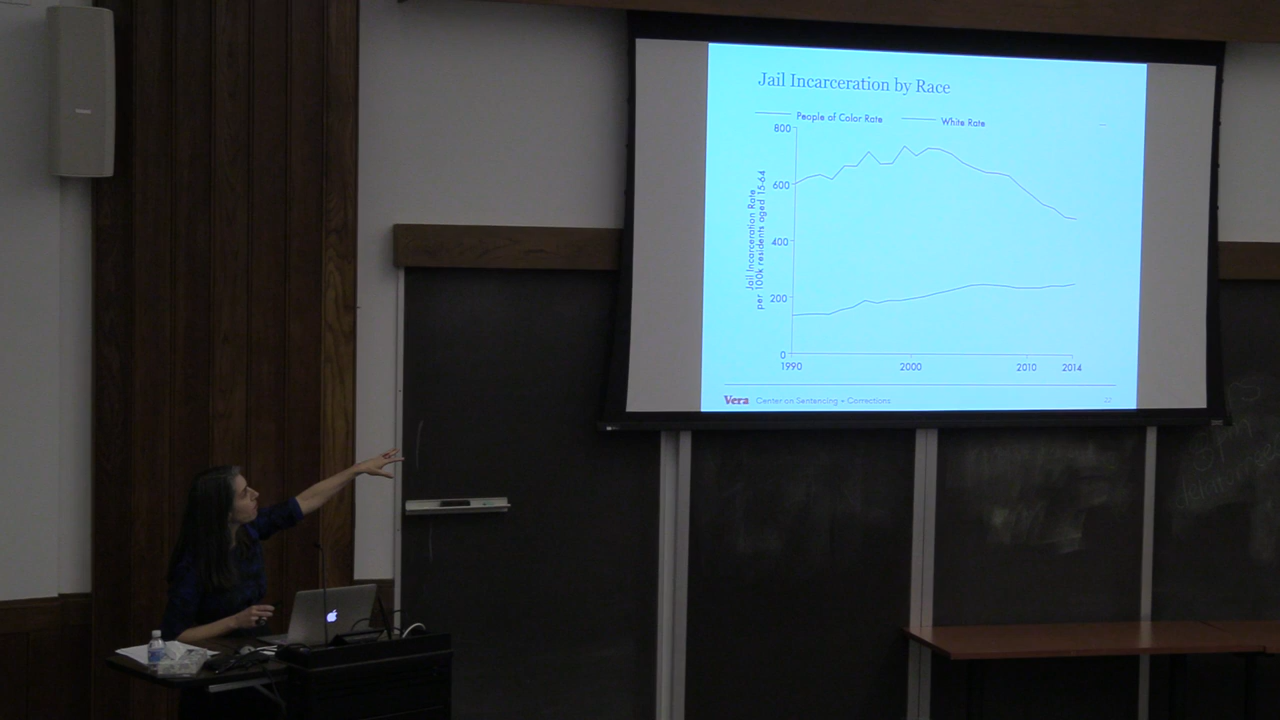 Jail Incarceration by Race
People of Color Rate
White Rate
800
600
400
200
0
Jail Incarceration Rate
per 100k residents aged 15-64
1990
2000
2010
2014
Vera Center on Sentencing + Corrections